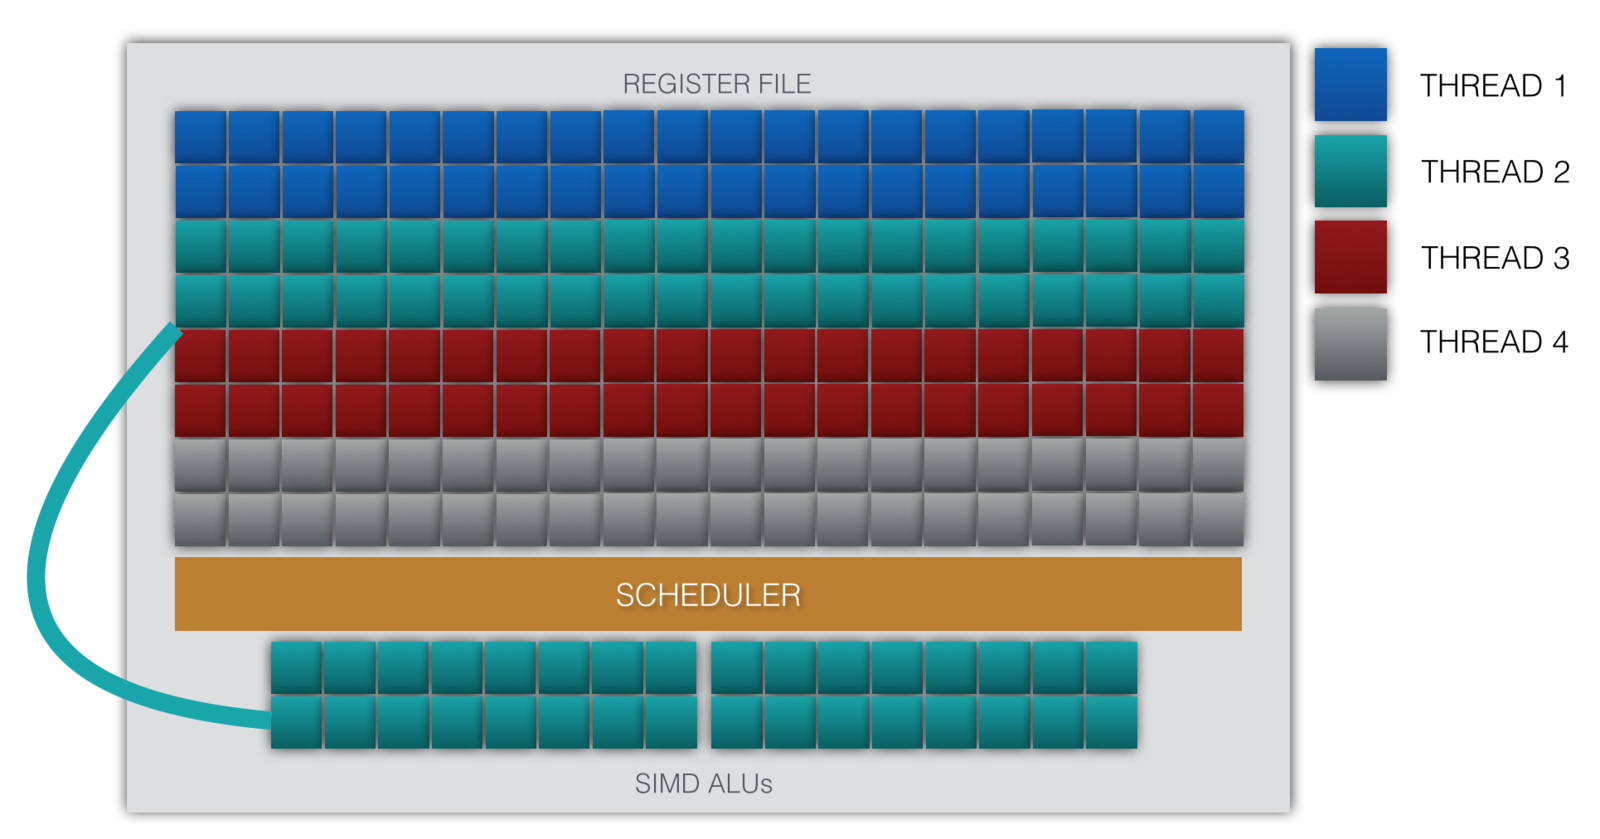 REGISTER FILE
THREAD 1
THREAD 2
THREAD 3
THREAD 4
SCHEDULER
SIMD ALUs